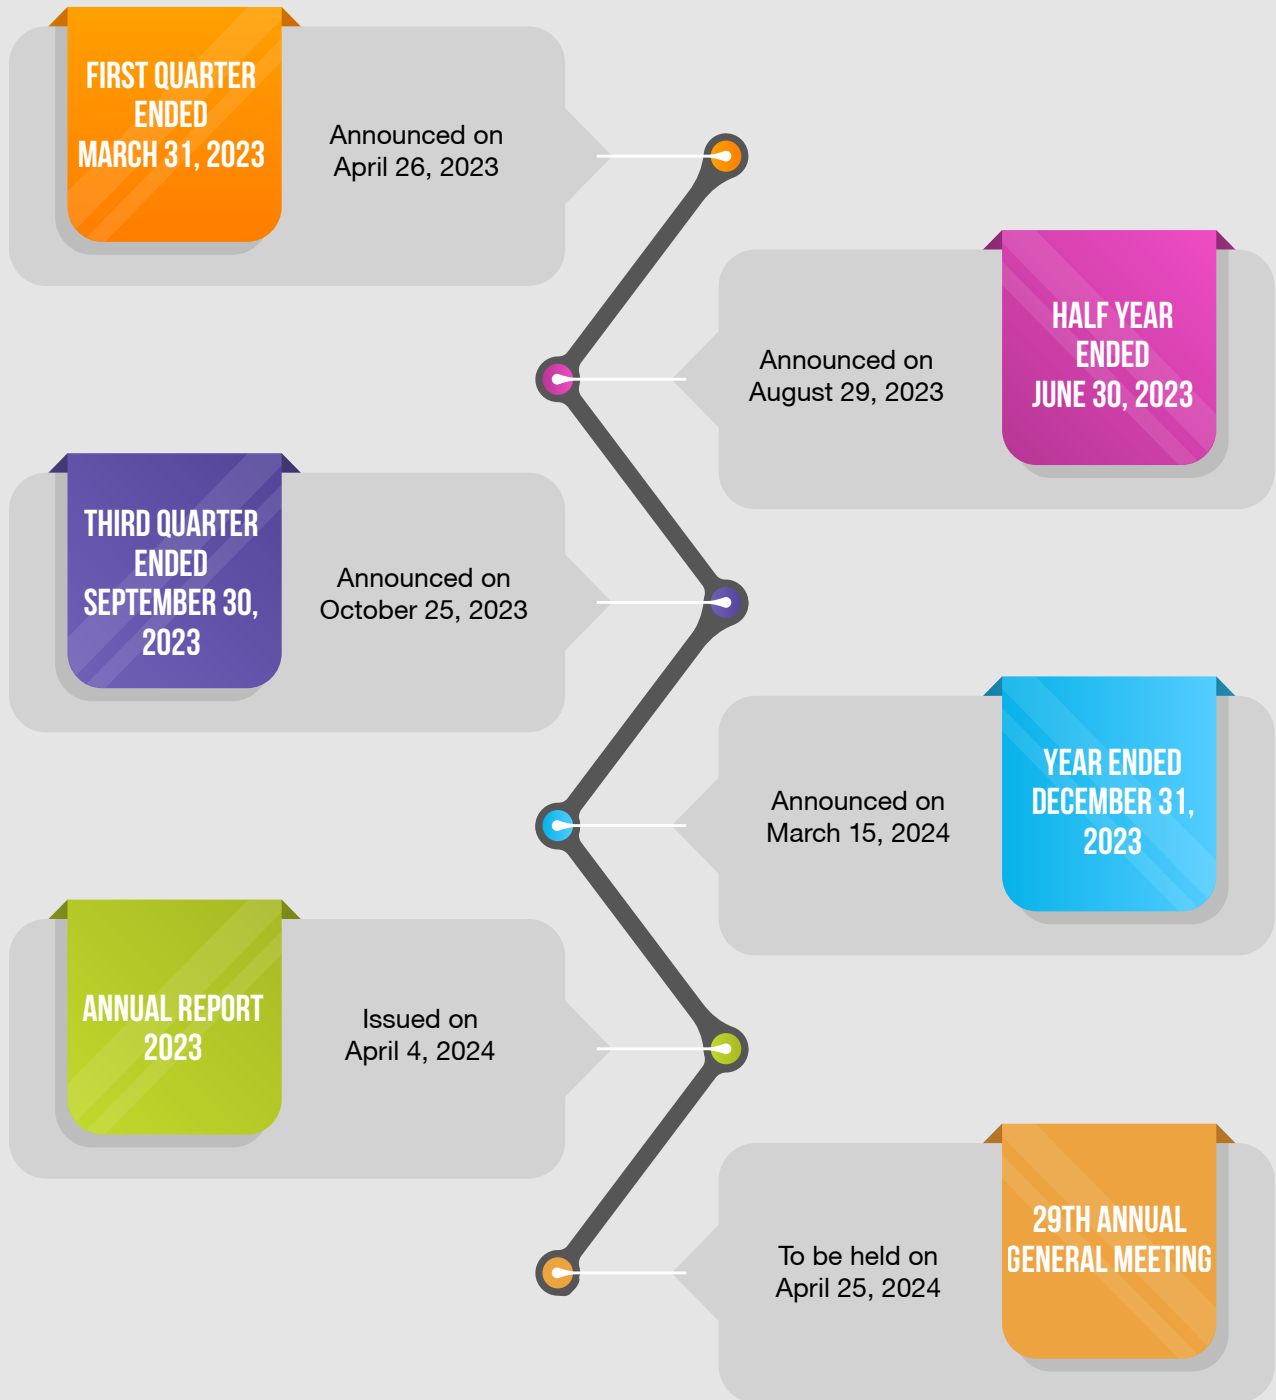 FIRST QUARTER
ENDED
MARCH 31, 2023
Announced on
April 26, 2023
HALF YEAR
ENDED
JUNE 30, 2023
Announced on
August 29, 2023
THIRD QUARTER
ENDED
SEPTEMBER 30,
2023
Announced on
October 25, 2023
YEAR ENDED
DECEMBER 31,
2023
Announced on
March 15, 2024
ANNUAL REPORT
2023
Issued on
April 4, 2024
29TH ANNUAL
GENERAL MEETING
To be held on
April 25, 2024